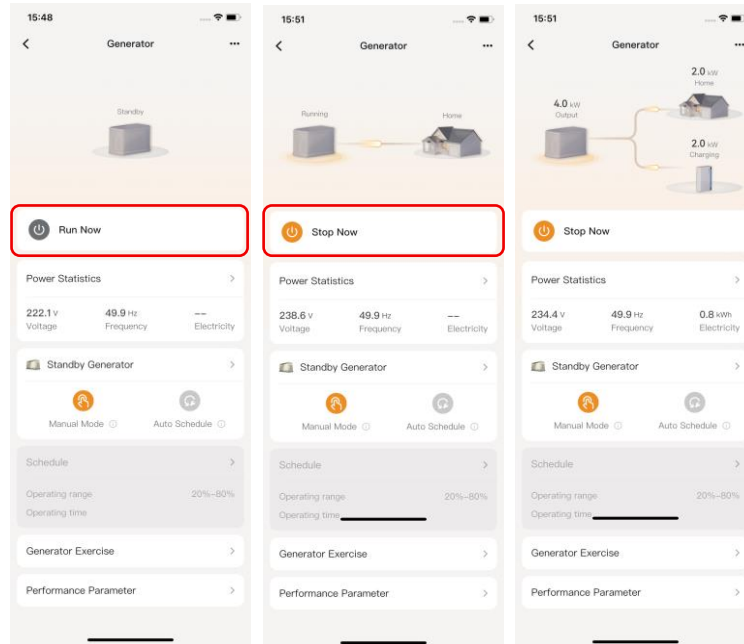 15:48
Generator
Standby
Run Now
Power Statistics
222.1 V
49.9 Hz
--
Voltage
Frequency
Electricity
Standby Generator
Manual Mode
Auto Schedule
Schedule
Operating range
20%~80%
Operating time
Generator Exercise
Performance Parameter
15:51
Generator
Running
Home
Stop Now
Power Statistics
238.6 V
49.9 Hz
--
Voltage
Frequency
Electricity
Standby Generator
Manual Mode
Auto Schedule
Schedule
Operating range
20%~80%
Operating time
Generator Exercise
Performance Parameter
15:51
Generator
2.0 kW
Home
4.0 kW
Output
2.0 kW
Charging
Stop Now
Power Statistics
234.4 V
49.9 Hz
0.8 kWh
Voltage
Frequency
Electricity
Standby Generator
Manual Mode
Auto Schedule
Schedule
Operating range
20%~80%
Operating time
Generator Exercise
Performance Parameter